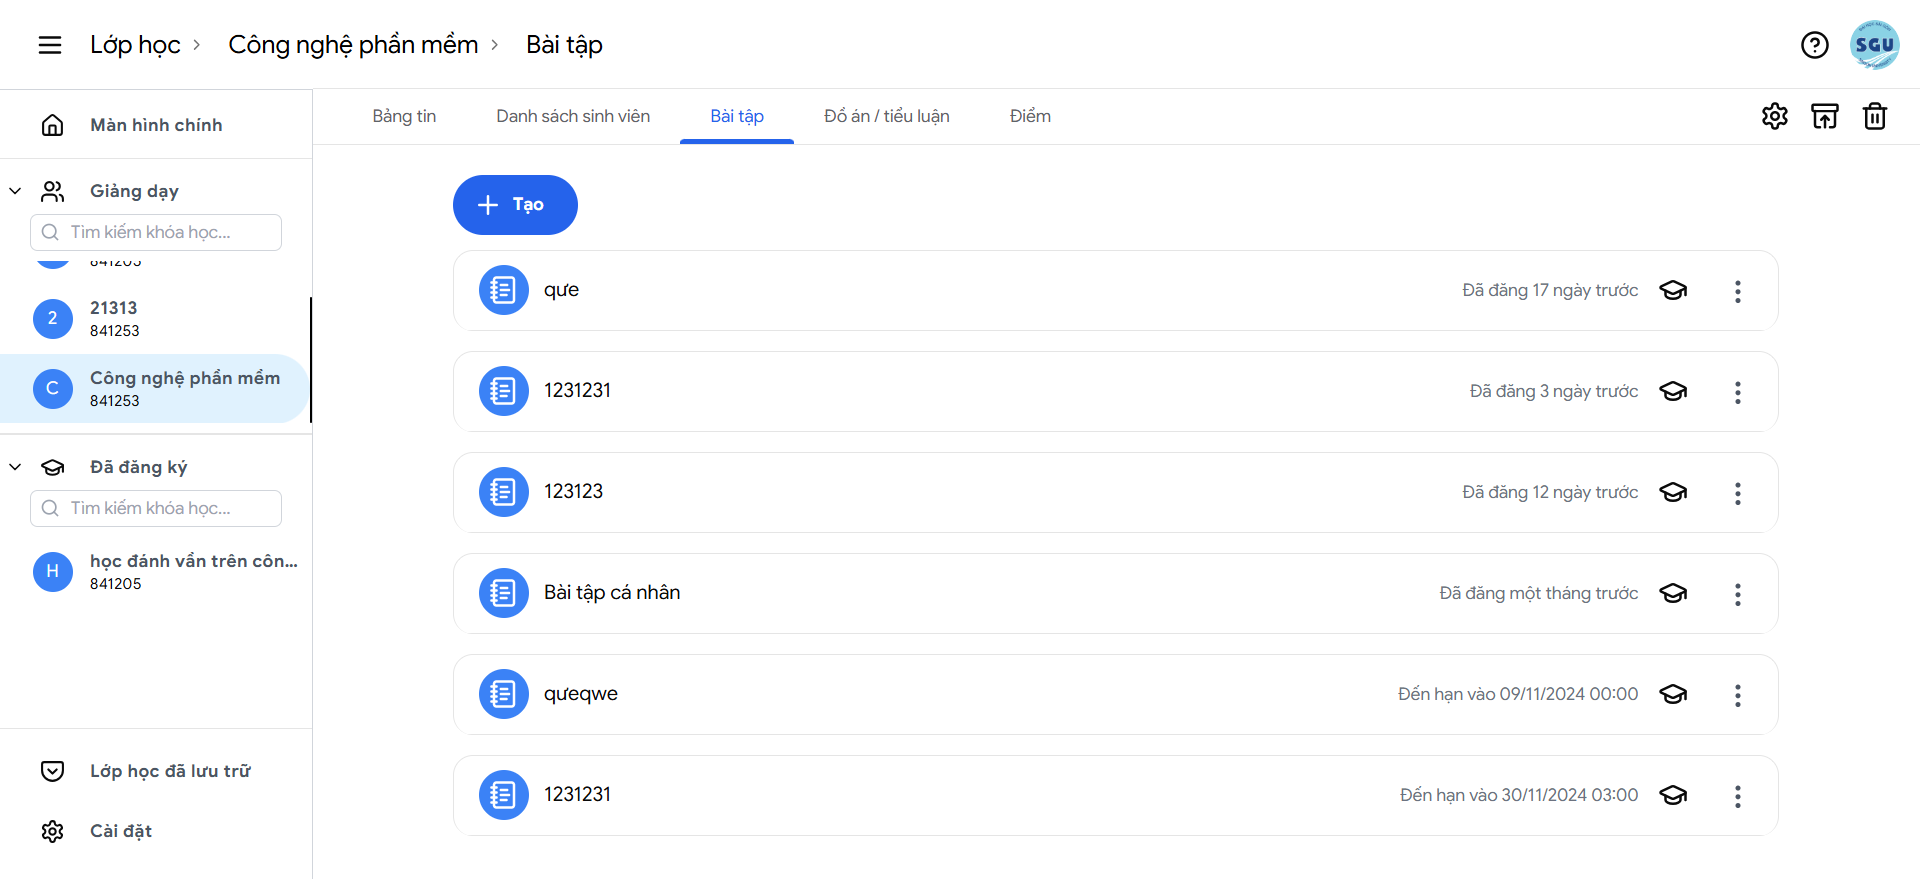 Lớp học
Công nghệ phần mềm
Bài tập
SGU
Màn hình chính
Giảng dạy
Tìm kiếm khóa học...
841205
2
21313
841253
C
Công nghệ phần mềm
841253
Đã đăng ký
Tìm kiếm khóa học...
H
học đánh vần trên côn...
841205
Lớp học đã lưu trữ
Cài đặt
Bảng tin
Danh sách sinh viên
Bài tập
Đồ án / tiểu luận
Điểm
Tạo
qưe
Đã đăng 17 ngày trước
1231231
Đã đăng 3 ngày trước
123123
Đã đăng 12 ngày trước
Bài tập cá nhân
Đã đăng một tháng trước
qưeqwe
Đến hạn vào 09/11/2024 00:00
1231231
Đến hạn vào 30/11/2024 03:00